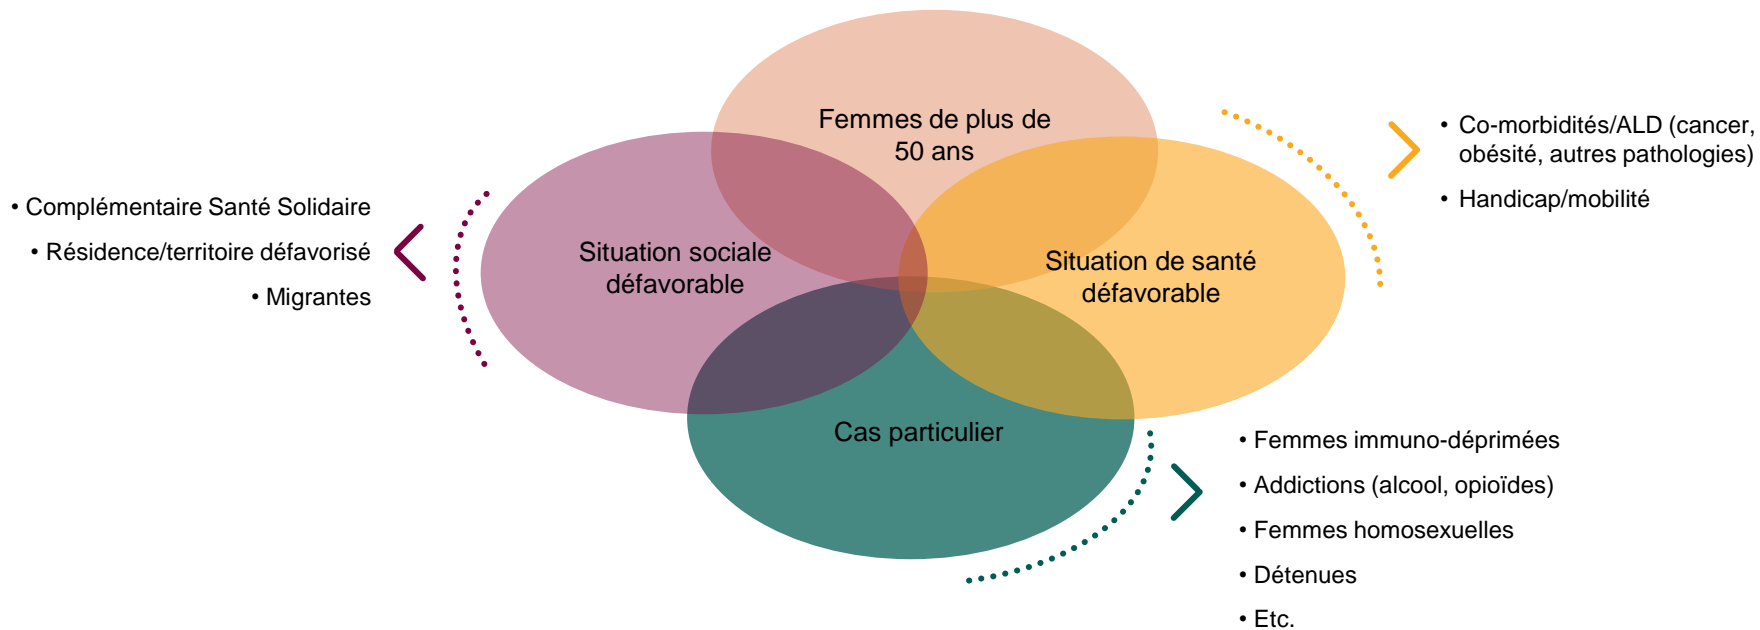 Femmes de plus de
50 ans
• Co-morbidités/ALD (cancer,
obésité, autres pathologies)
• Handicap/mobilité
• Complémentaire Santé Solidaire
• Résidence/territoire défavorisé
• Migrantes
Situation sociale
défavorable
Situation de santé
défavorable
Cas particulier
• Femmes immuno-déprimées
• Addictions (alcool, opioïdes)
• Femmes homosexuelles
• Détenues
• Etc.